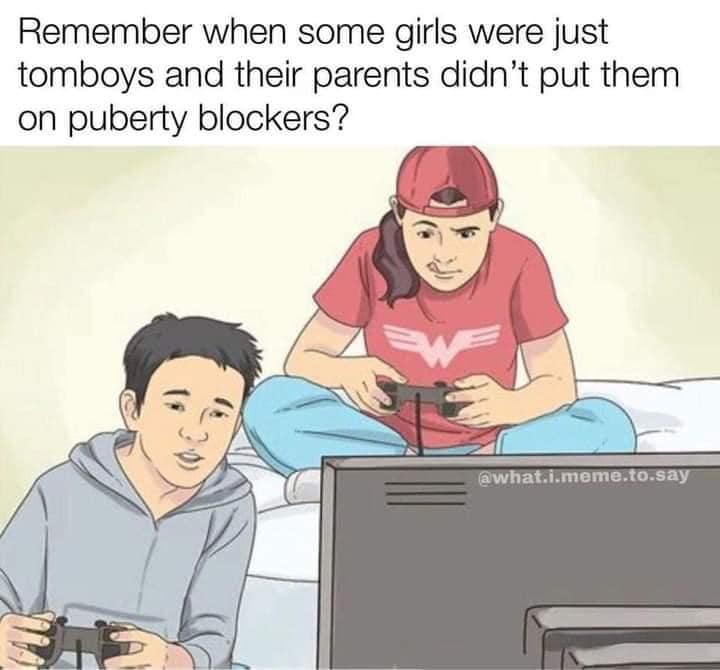 Remember when some girls were just
tomboys and their parents didn’t put them
on puberty blockers?
W
@what.i.meme.to.say